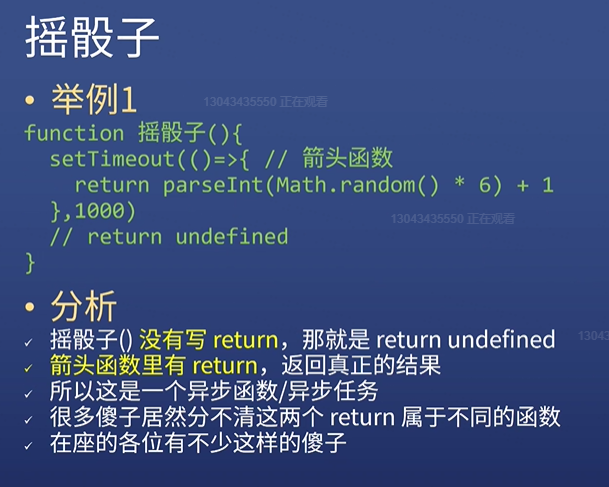 摇骰子
• 举例1
13043435550 正在观看
function 摇骰子(){
setTimeout(()=>{ // 箭头函数
return parseInt(Math.random() * 6) + 1
},1000)
13043435550 正在观看
// return undefined
}
• 分析
✓ 摇骰子() 没有写 return，那就是 return undefined
13043
✓ 箭头函数里有 return，返回真正的结果
✓ 所以这是一个异步函数/异步任务
✓ 很多傻子居然分不清这两个 return 属于不同的函数
✓ 在座的各位有不少这样的傻子